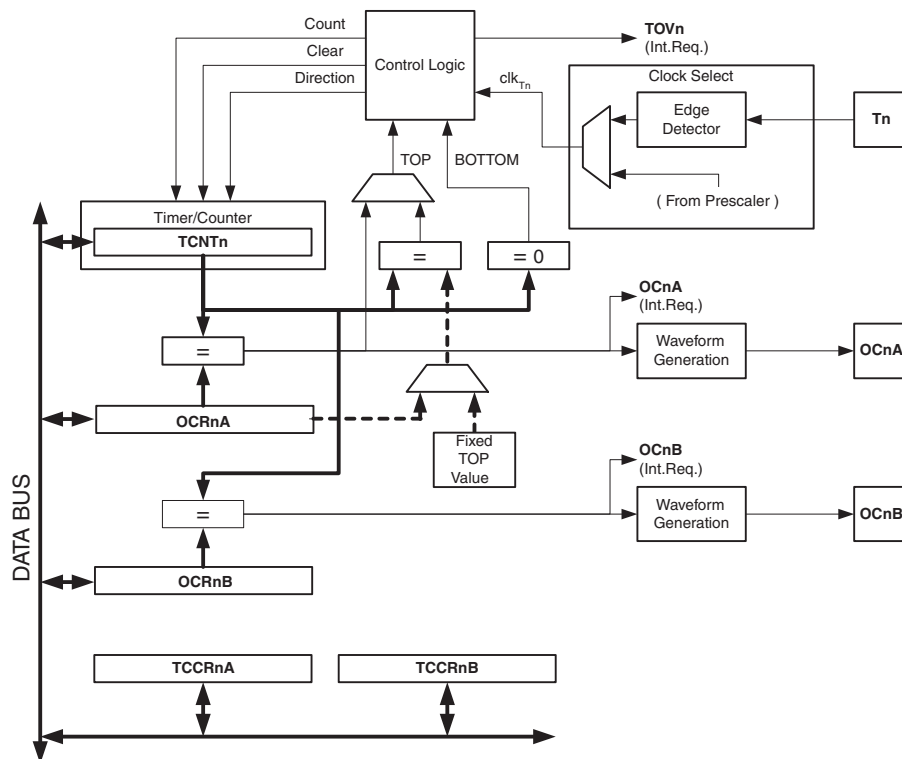 Count
Clear
Direction
Control Logic
TOVn
(Int.Req.)
clkTn
Clock Select
Edge
Detector
Tn
( From Prescaler )
TOP
BOTTOM
Timer/Counter
TCNTn
=
= 0
OCnA
(Int.Req.)
=
Waveform
Generation
OCnA
OCRnA
Fixed
TOP
Value
OCnB
(Int.Req.)
=
Waveform
Generation
OCnB
OCRnB
DATA BUS
TCCRnA
TCCRnB